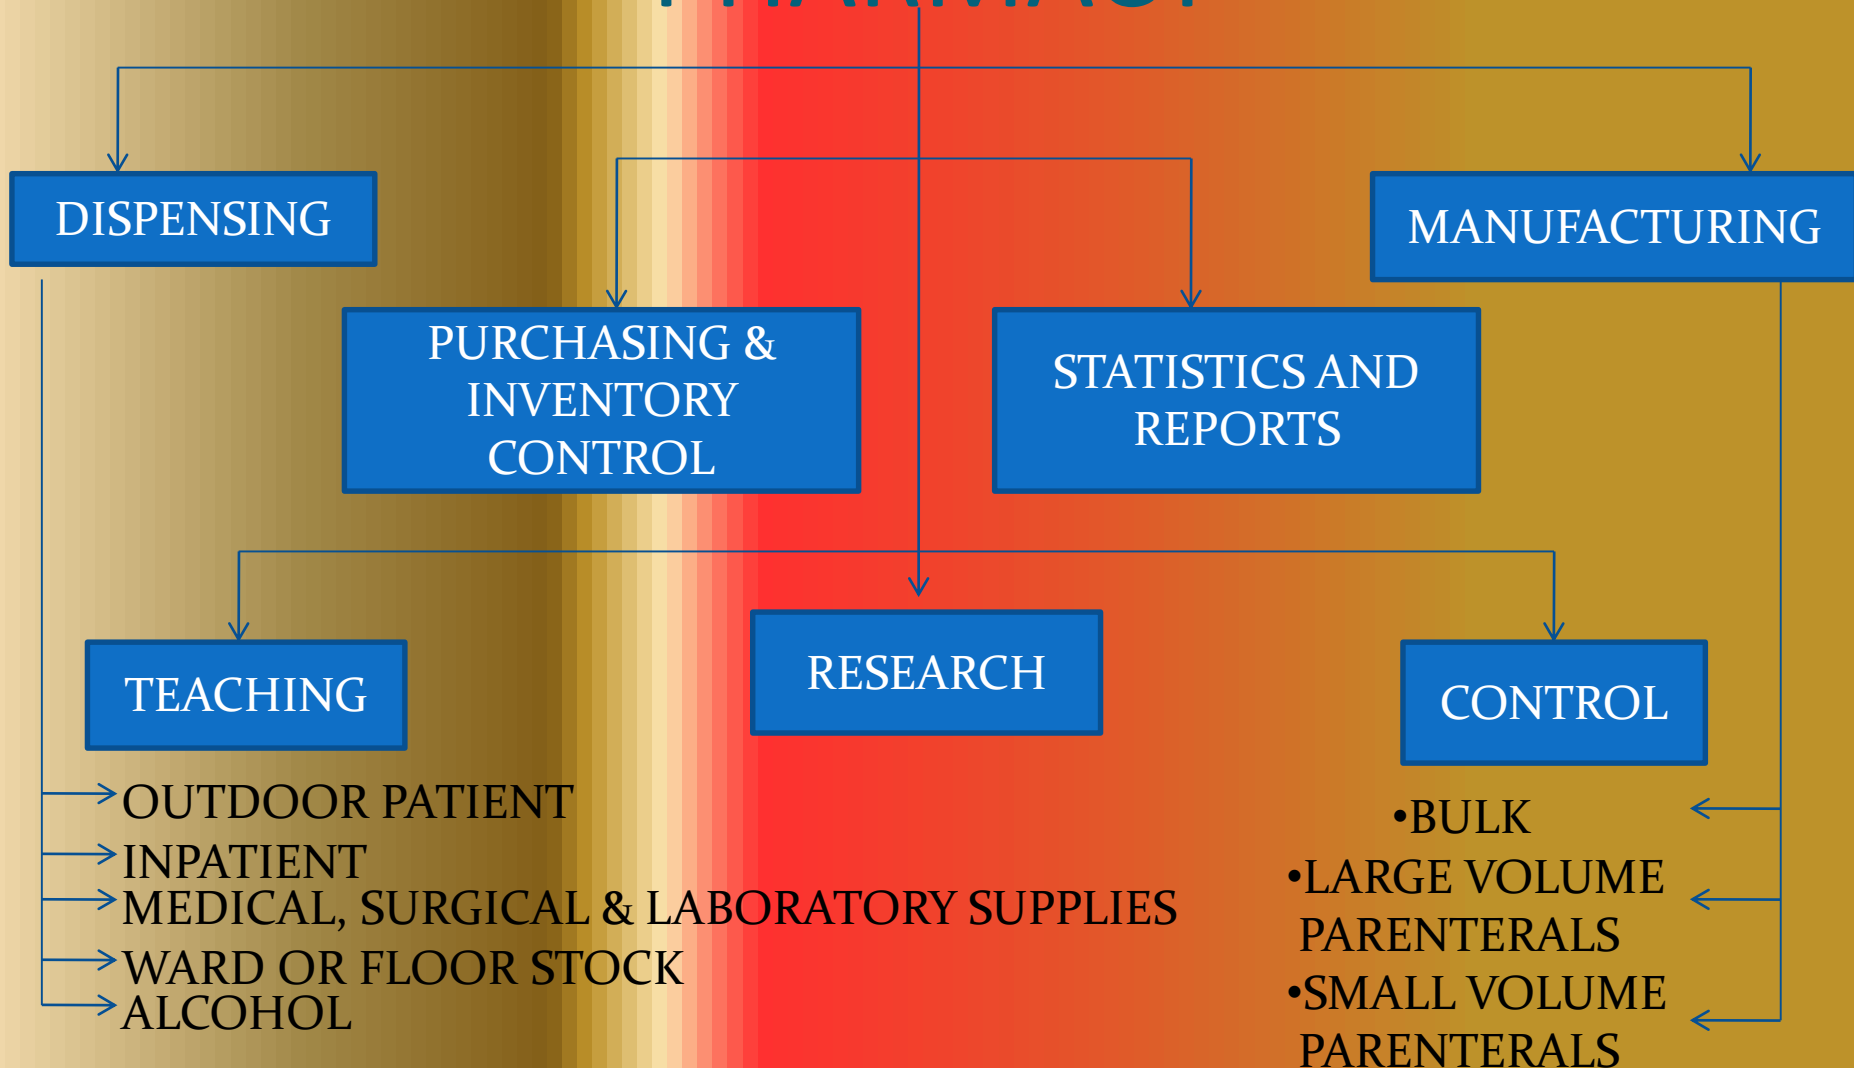 PHARMACY
DISPENSING
MANUFACTURING
PURCHASING &
INVENTORY
CONTROL
STATISTICS AND
REPORTS
TEACHING
RESEARCH
CONTROL
OUTDOOR PATIENT
INPATIENT
MEDICAL, SURGICAL & LABORATORY SUPPLIES
WARD OR FLOOR STOCK
ALCOHOL
•BULK
•LARGE VOLUME
PARENTERALS
•SMALL VOLUME
PARENTERALS